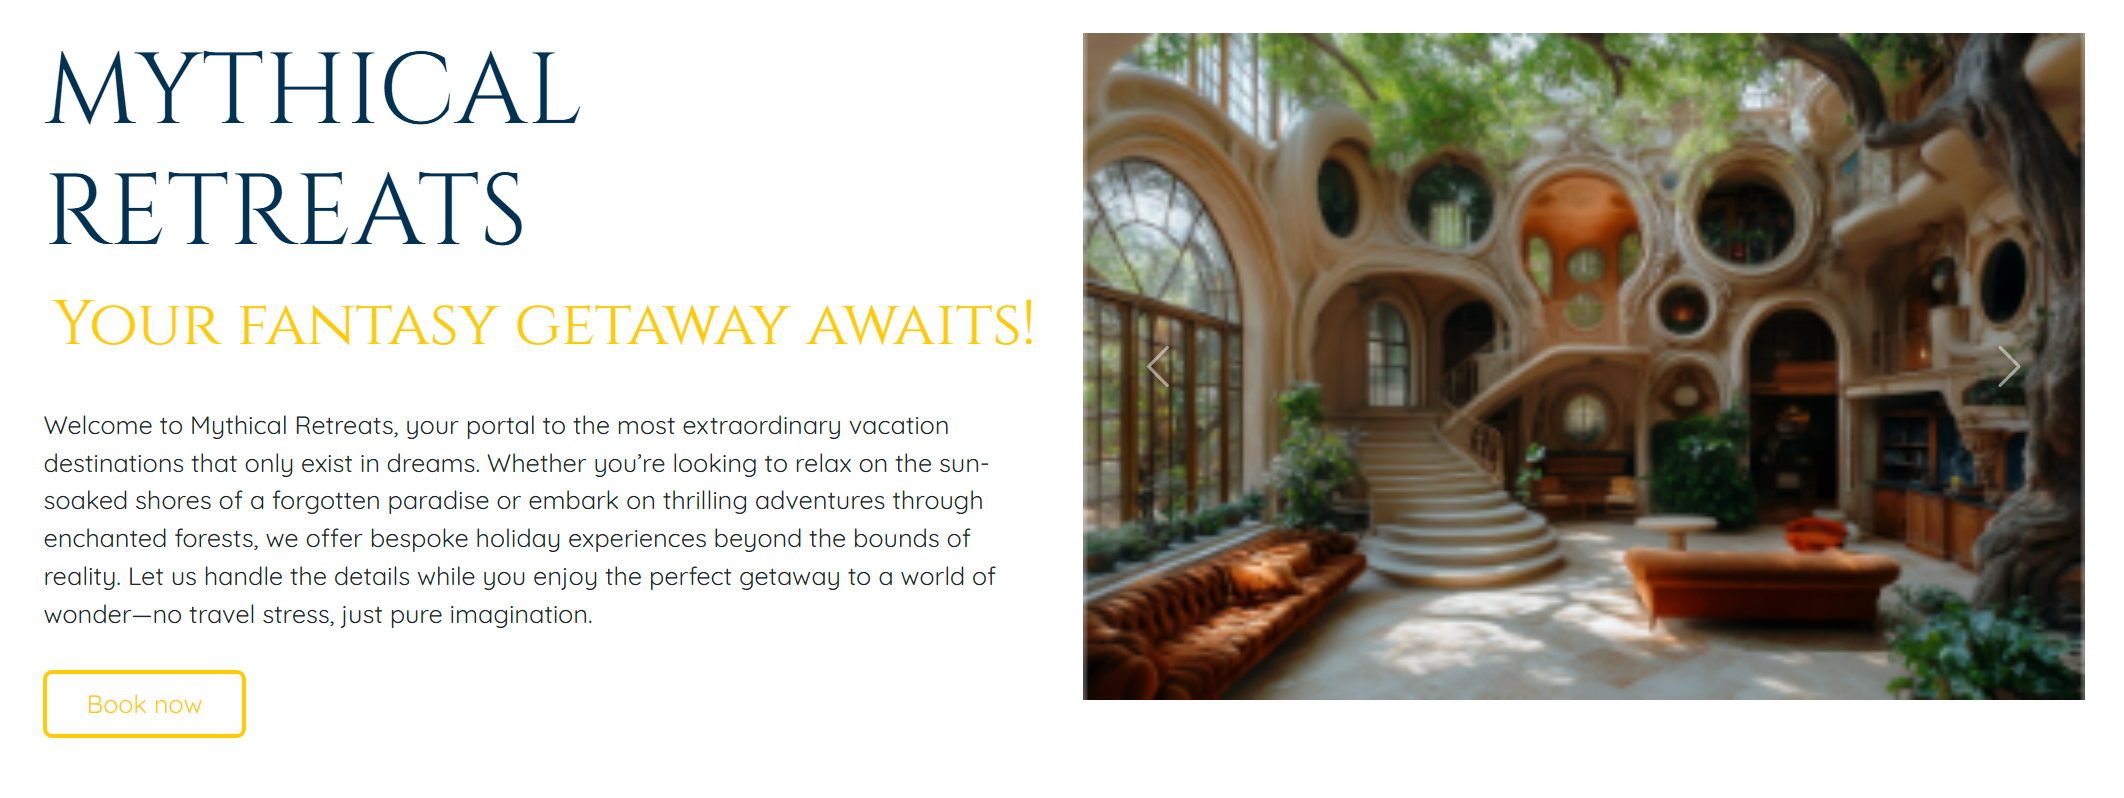 MYTHICAL
RETREATS
Your fantasy getaway awaits!
Welcome to Mythical Retreats, your portal to the most extraordinary vacation
destinations that only exist in dreams. Whether you’re looking to relax on the sun-
soaked shores of a forgotten paradise or embark on thrilling adventures through
enchanted forests, we offer bespoke holiday experiences beyond the bounds of
reality. Let us handle the details while you enjoy the perfect getaway to a world of
wonder—no travel stress, just pure imagination.
Book now